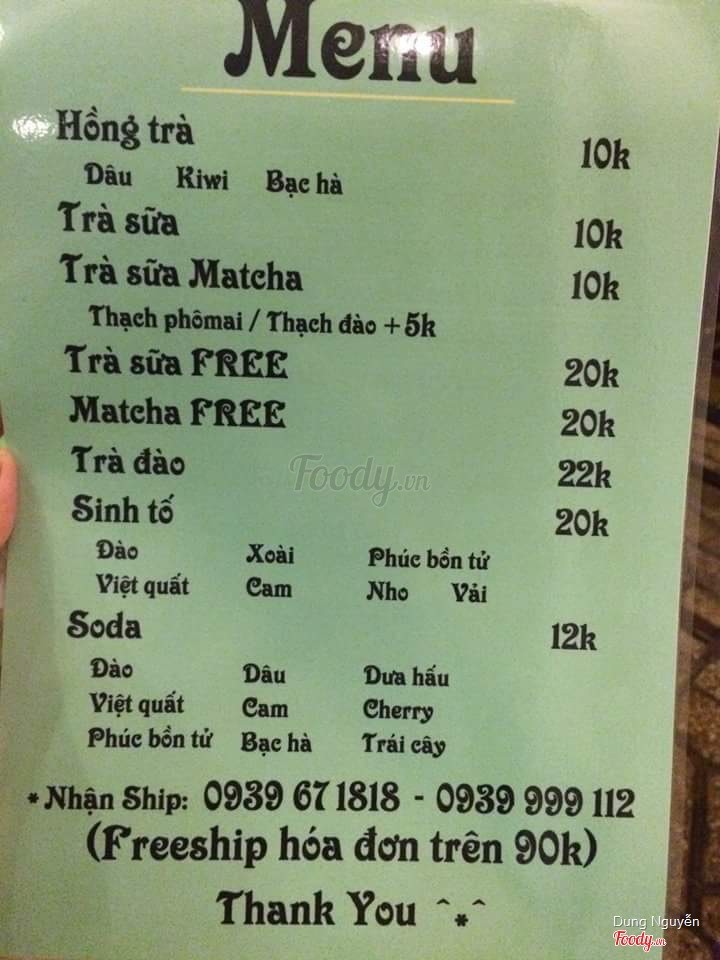 Menu
Hồng trà 10k
Dâu Kiwi Bạc hà
Trà sữa 10k
Trà sữa Matcha 10k
Thạch phômai / Thạch đào +5k
Trà sữa FREE 20k
Matcha FREE 20k
Trà đào 22k
Foody.vn
Sinh tố 20k
Đào Xoài Phúc bồn tử
Việt quất Cam Nho Vải
Soda 12k
Đào Dâu Dưa hấu
Việt quất Cam Cherry
Phúc bồn tử Bạc hà Trái cây
* Nhận Ship: 0939 67 1818 - 0939 999 112
(Freeship hóa đơn trên 90k)
Thank You ^*^
Dung Nguyễn
Foody.vn